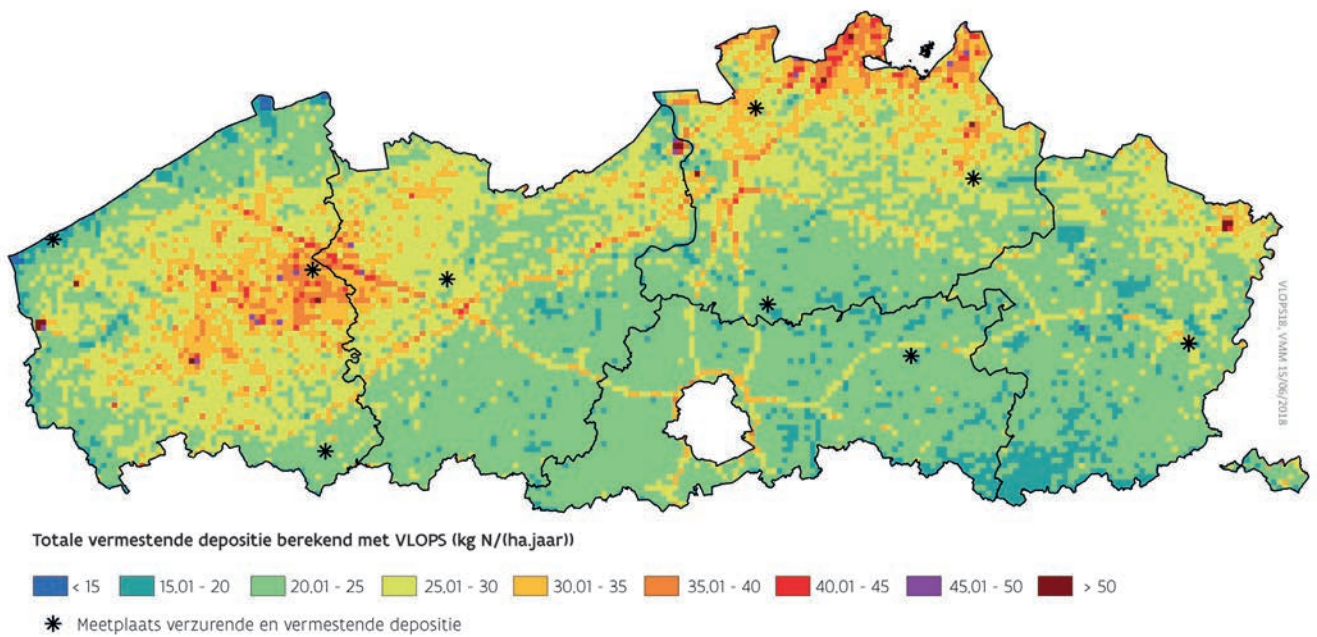 VLOPS18, VMM 15/06/2018
Totale vermestende depositie berekend met VLOPS (kg N/(ha.jaar))
< 15 15.01 - 20 20.01 - 25 25.01 - 30 30.01 - 35 35.01 - 40 40.01 - 45 45.01 - 50 > 50
Meetplaats verzurende en vermestende depositie